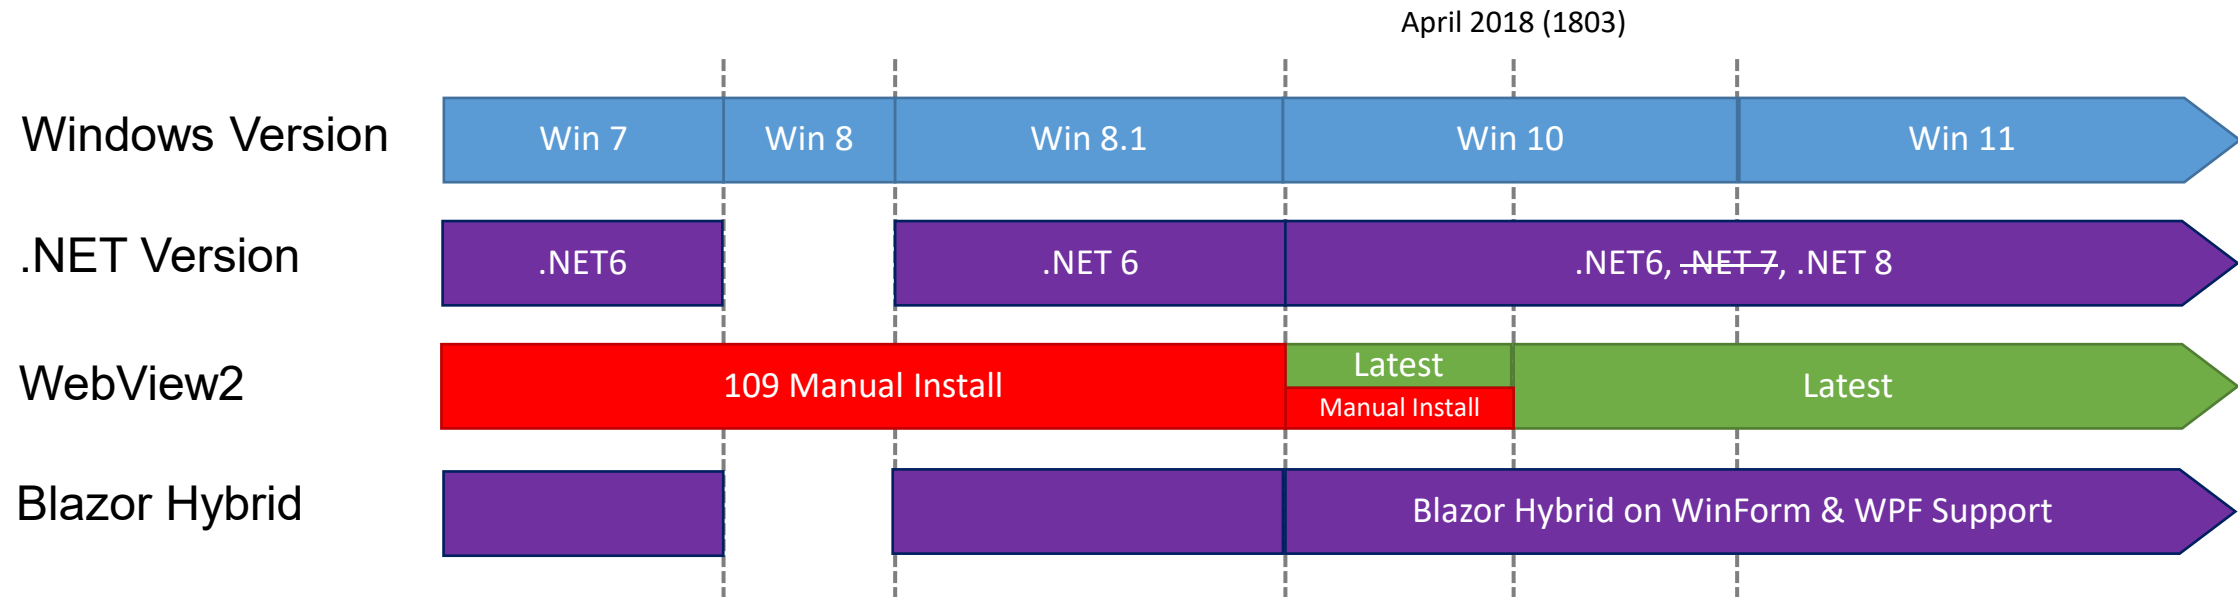 April 2018 (1803)
Windows Version
Win 7
Win 8
Win 8.1
Win 10
Win 11
.NET Version
.NET6
.NET 6
.NET6, .NET 7, .NET 8
WebView2
109 Manual Install
Latest
Manual Install
Latest
Blazor Hybrid
Blazor Hybrid on WinForm & WPF Support